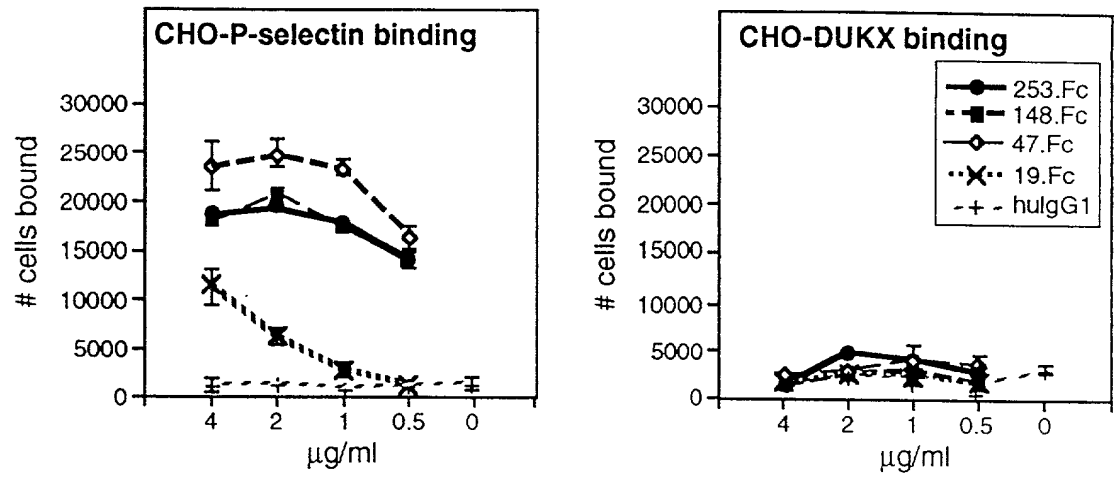 CHO-P-selectin binding
# cells bound
30000
25000
20000
15000
10000
5000
0
4 2 1 0.5 0
μg/ml
CHO-DUKX binding
# cells bound
30000
25000
20000
15000
10000
5000
0
4 2 1 0.5 0
μg/ml
253.Fc
148.Fc
47.Fc
19.Fc
huIgG1